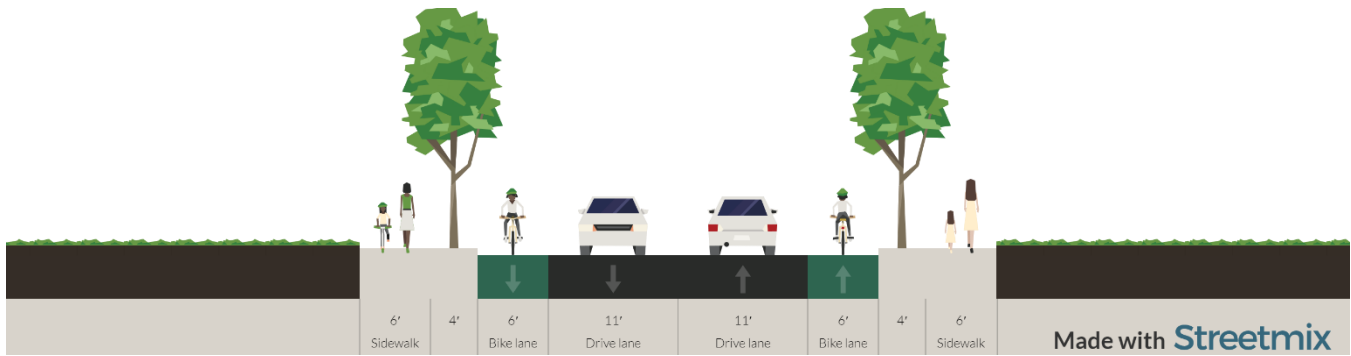 6′ 4′ 6′ 11′ 11′ 6′ 4′ 6′
Sidewalk Bike lane Drive lane Drive lane Bike lane Sidewalk
Made with Streetmix